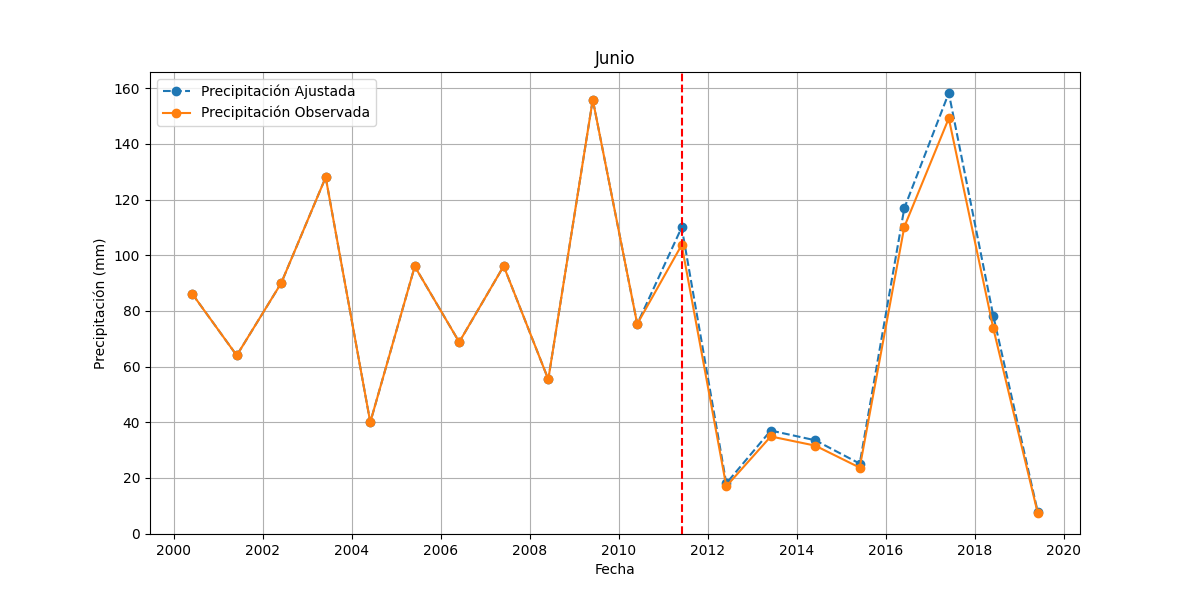 Junio
Precipitación Ajustada
Precipitación Observada
160
140
120
100
80
60
40
20
0
Precipitación (mm)
2000 2002 2004 2006 2008 2010 2012 2014 2016 2018 2020
Fecha